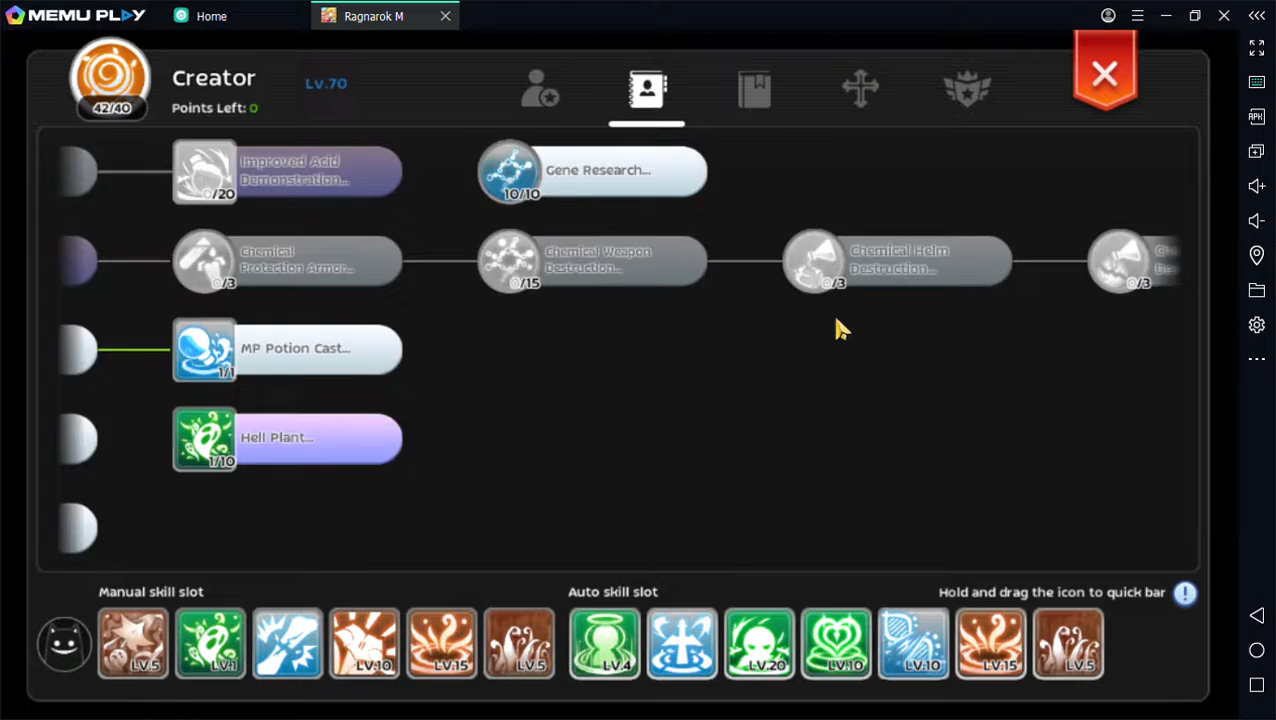 MEMU PLAY
Home
Ragnarok M
Creator
Lv.70
42/40
Points Left: 0
Improved Acid
Demonstration...
0/20
Gene Research...
10/10
Chemical
Protection Armor...
0/3
Chemical Weapon
Destruction...
0/15
Chemical Helm
Destruction...
0/3
0/3
MP Potion Cast...
1/1
Hell Plant...
1/10
Manual skill slot
Auto skill slot
Hold and drag the icon to quick bar
LV.5
LV.1
LV.10
LV.15
LV.5
LV.4
LV.20
LV.10
LV.10
LV.15
LV.5
APK